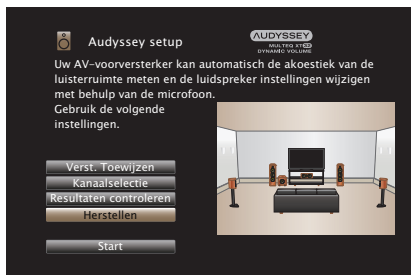 Audyssey setup
AUDYSSEY
MULTEQ XT32
DYNAMIC VOLUME
Uw AV-voorversterker kan automatisch de akoestiek van de
luisterruimte meten en de luidspreker instellingen wijzigen
met behulp van de microfoon.
Gebruik de volgende
instellingen.
Verst. Toewijzen
Kanaalselectie
Resultaten controleren
Herstellen
Start